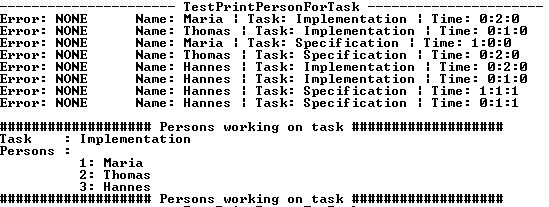 -------------------- TestPrintPersonForTask --------------------
Error: NONE Name: Maria ¦ Task: Implementation ¦ Time: 0:2:0
Error: NONE Name: Thomas ¦ Task: Implementation ¦ Time: 0:1:0
Error: NONE Name: Maria ¦ Task: Specification ¦ Time: 1:0:0
Error: NONE Name: Thomas ¦ Task: Specification ¦ Time: 0:2:0
Error: NONE Name: Hannes ¦ Task: Implementation ¦ Time: 0:2:0
Error: NONE Name: Hannes ¦ Task: Implementation ¦ Time: 0:1:0
Error: NONE Name: Hannes ¦ Task: Specification ¦ Time: 1:1:1
Error: NONE Name: Hannes ¦ Task: Specification ¦ Time: 0:1:1
################### Persons working on task ###################
Task : Implementation
Persons :
1: Maria
2: Thomas
3: Hannes
################### Persons working on task ###################